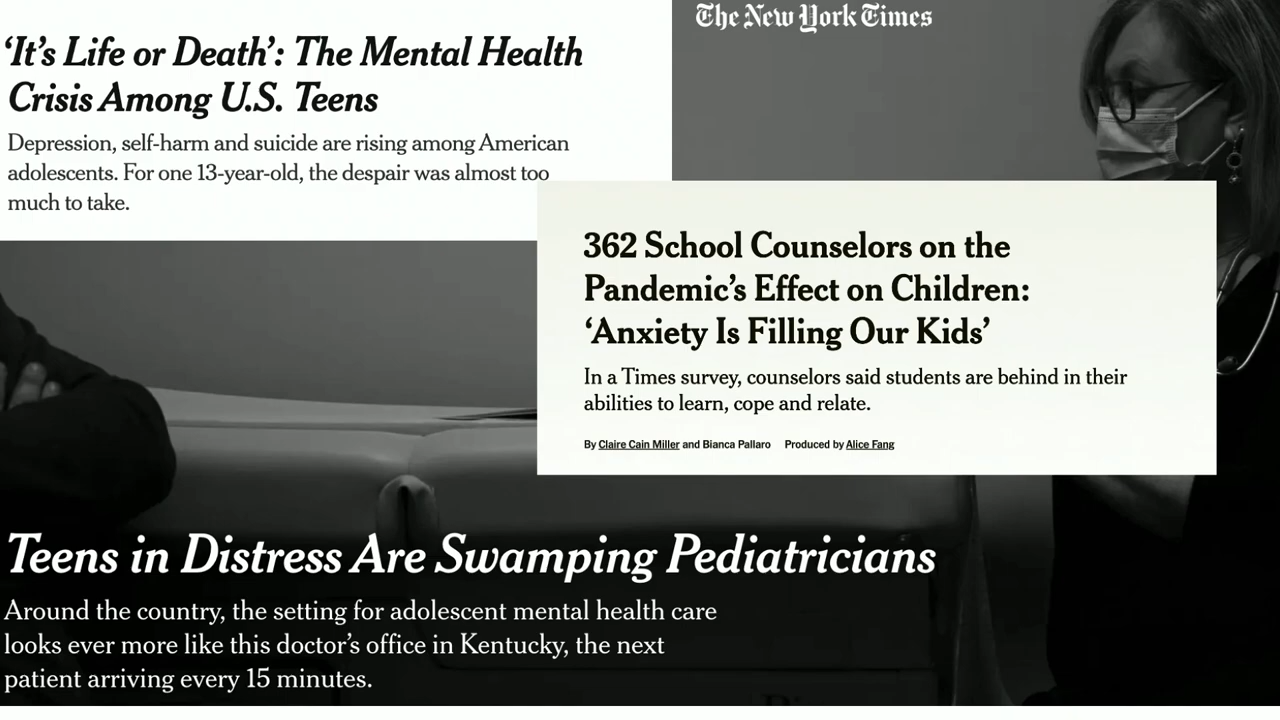 The New York Times
‘It’s Life or Death’: The Mental Health
Crisis Among U.S. Teens
Depression, self-harm and suicide are rising among American
adolescents. For one 13-year-old, the despair was almost too
much to take.
362 School Counselors on the
Pandemic’s Effect on Children:
‘Anxiety Is Filling Our Kids’
In a Times survey, counselors said students are behind in their
abilities to learn, cope and relate.
By Claire Cain Miller and Bianca Pallaro Produced by Alice Fang
Teens in Distress Are Swamping Pediatricians
Around the country, the setting for adolescent mental health care
looks ever more like this doctor’s office in Kentucky, the next
patient arriving every 15 minutes.